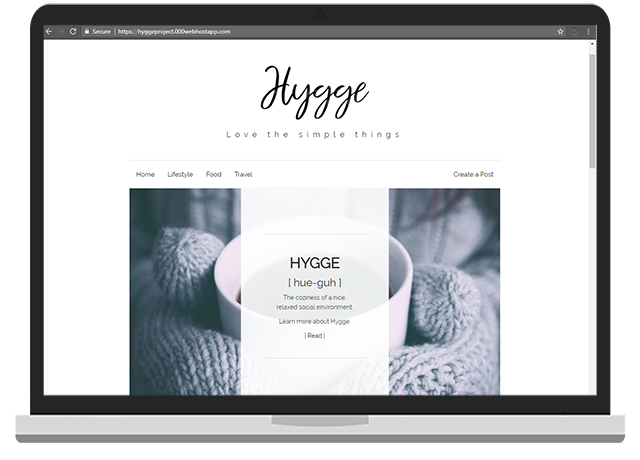 Secure | https://hyggeproject.000webhostapp.com
Hygge
Love the simple things
Home Lifestyle Food Travel Create a Post
HYGGE
[ hue-guh ]
The coziness of a nice,
relaxed social environment.
Learn more about Hygge.
| Read |